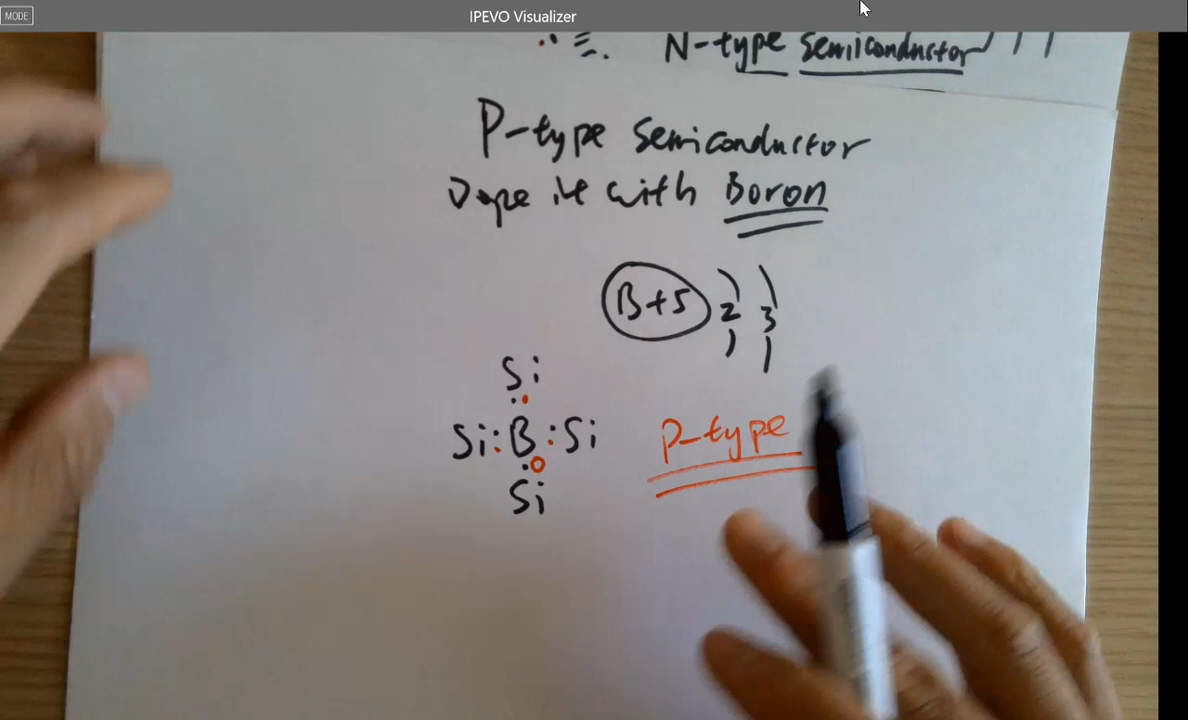 MODE
IPEVO Visualizer
N-type semiconductor
P-type semiconductor
Dope it with Boron
B+5 2 3
Si
Si : B : Si
P-type
Si